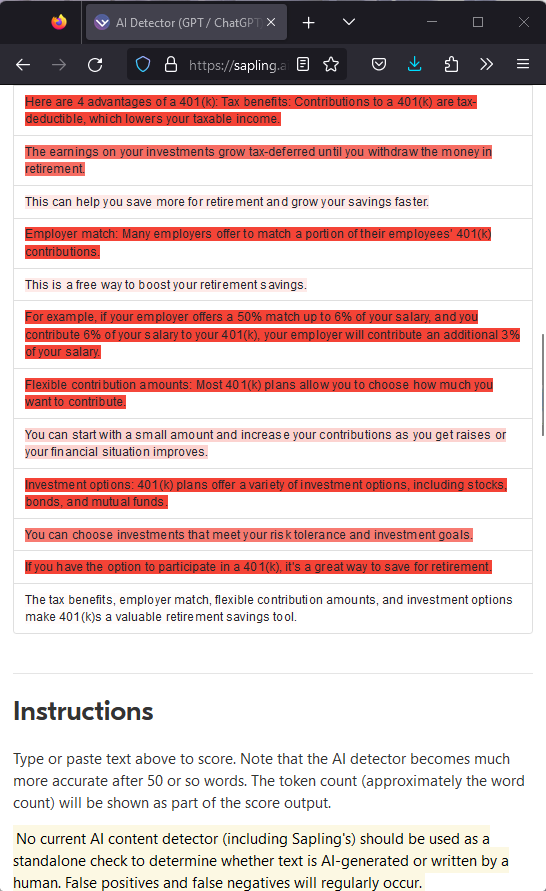 AI Detector (GPT / ChatGPT
https://sapling.a
Here are 4 advantages of a 401(k): Tax benefits: Contributions to a 401(k) are tax-
deductible, which lowers your taxable income.
The earnings on your investments grow tax-deferred until you withdraw the money in
retirement.
This can help you save more for retirement and grow your savings faster.
Employer match: Many employers offer to match a portion of their employees' 401(k)
contributions.
This is a free way to boost your retirement savings.
For example, if your employer offers a 50% match up to 6% of your salary, and you
contribute 6% of your salary to your 401(k), your employer will contribute an additional 3%
of your salary.
Flexible contribution amounts: Most 401(k) plans allow you to choose how much you
want to contribute.
You can start with a small amount and increase your contributions as you get raises or
your financial situation improves.
Investment options: 401(k) plans offer a variety of investment options, including stocks,
bonds, and mutual funds.
You can choose investments that meet your risk tolerance and investment goals.
If you have the option to participate in a 401(k), it's a great way to save for retirement.
The tax benefits, employer match, flexible contribution amounts, and investment options
make 401(k)s a valuable retirement savings tool.
Instructions
Type or paste text above to score. Note that the AI detector becomes much
more accurate after 50 or so words. The token count (approximately the word
count) will be shown as part of the score output.
No current AI content detector (including Sapling's) should be used as a
standalone check to determine whether text is AI-generated or written by a
human. False positives and false negatives will regularly occur.